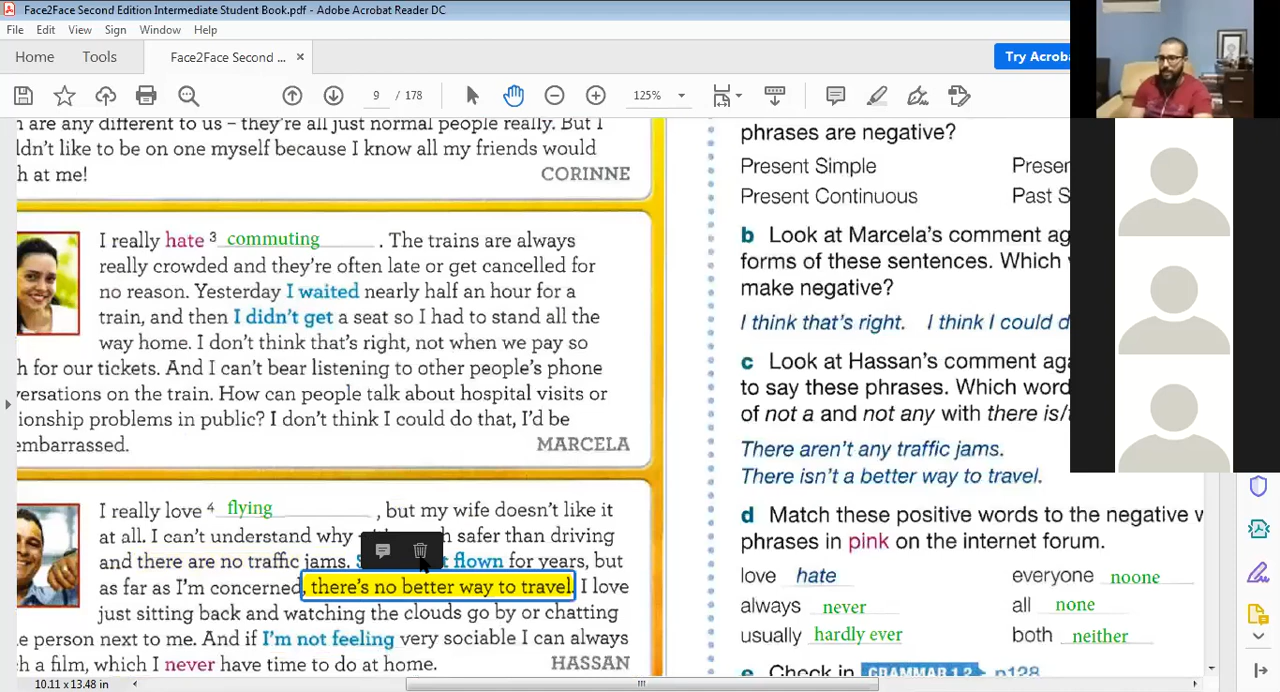 Face2Face Second Edition Intermediate Student Book.pdf - Adobe Acrobat Reader DC
File Edit View Sign Window Help
Home Tools Face2Face Second ... × Try Acroba
9 / 178 125%
n are any different to us – they're all just normal people really. But I
ldn't like to be on one myself because I know all my friends would
h at me!
CORINNE
I really hate 3 commuting . The trains are always
really crowded and they're often late or get cancelled for
no reason. Yesterday I waited nearly half an hour for a
train, and then I didn't get a seat so I had to stand all the
way home. I don't think that's right, not when we pay so
h for our tickets. And I can't bear listening to other people's phone
versations on the train. How can people talk about hospital visits or
ionship problems in public? I don't think I could do that, I'd be
embarrassed.
MARCELA
I really love 4 flying , but my wife doesn't like it
at all. I can't understand why h safer than driving
and there are no traffic jams. t flown for years, but
as far as I'm concerned, there's no better way to travel. I love
just sitting back and watching the clouds go by or chatting
e person next to me. And if I'm not feeling very sociable I can always
h a film, which I never have time to do at home.
HASSAN
phrases are negative?
Present Simple Presen
Present Continuous Past S
b Look at Marcela's comment ag
forms of these sentences. Which
make negative?
I think that's right. I think I could d
c Look at Hassan's comment aga
to say these phrases. Which word
of not a and not any with there is/
There aren't any traffic jams.
There isn't a better way to travel.
d Match these positive words to the negative w
phrases in pink on the internet forum.
love hate everyone noone
always never all none
usually hardly ever both neither
e Check in GRAMMAR 1.2 p128
10.11 x 13.48 in